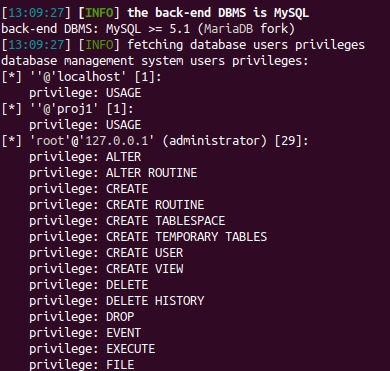 [13:09:27] [INFO] the back-end DBMS is MySQL
back-end DBMS: MySQL >= 5.1 (MariaDB fork)
[13:09:27] [INFO] fetching database users privileges
database management system users privileges:
[*] ''@'localhost' [1]:
    privilege: USAGE
[*] ''@'proj1' [1]:
    privilege: USAGE
[*] 'root'@'127.0.0.1' (administrator) [29]:
    privilege: ALTER
    privilege: ALTER ROUTINE
    privilege: CREATE
    privilege: CREATE ROUTINE
    privilege: CREATE TABLESPACE
    privilege: CREATE TEMPORARY TABLES
    privilege: CREATE USER
    privilege: CREATE VIEW
    privilege: DELETE
    privilege: DELETE HISTORY
    privilege: DROP
    privilege: EVENT
    privilege: EXECUTE
    privilege: FILE